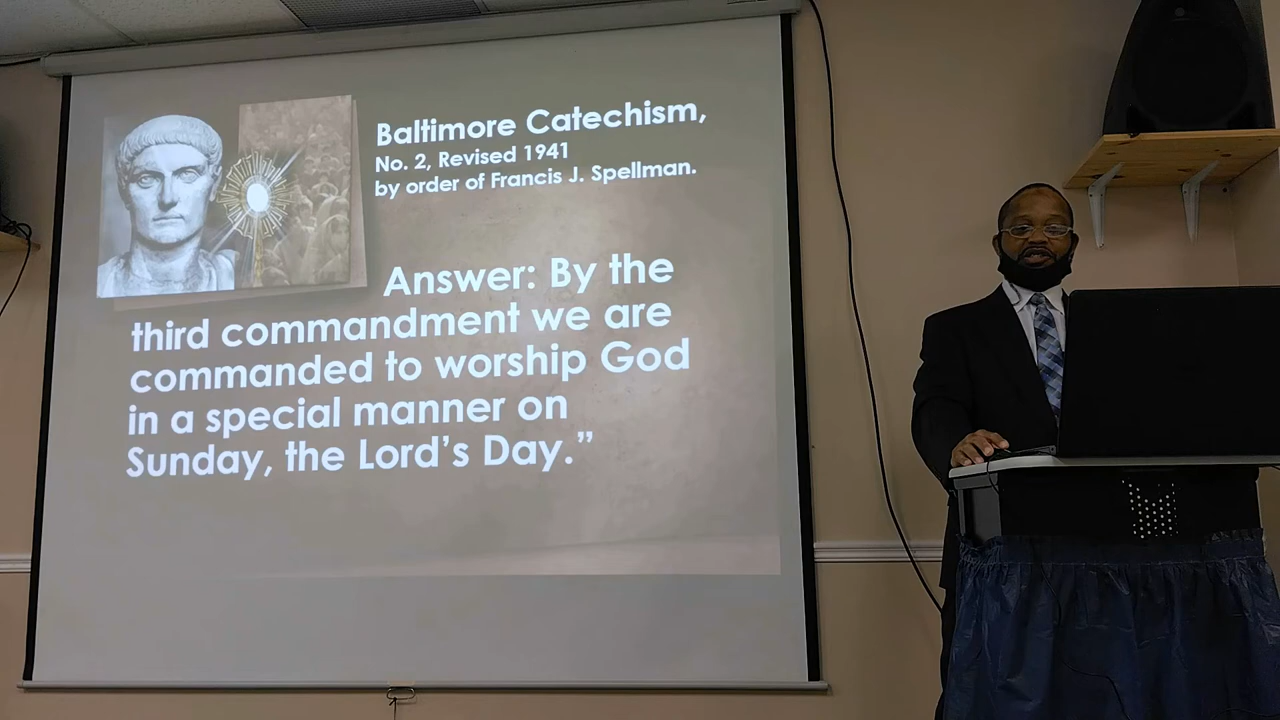 Baltimore Catechism,
No. 2, Revised 1941
by order of Francis J. Spellman.
Answer: By the
third commandment we are
commanded to worship God
in a special manner on
Sunday, the Lord's Day.”